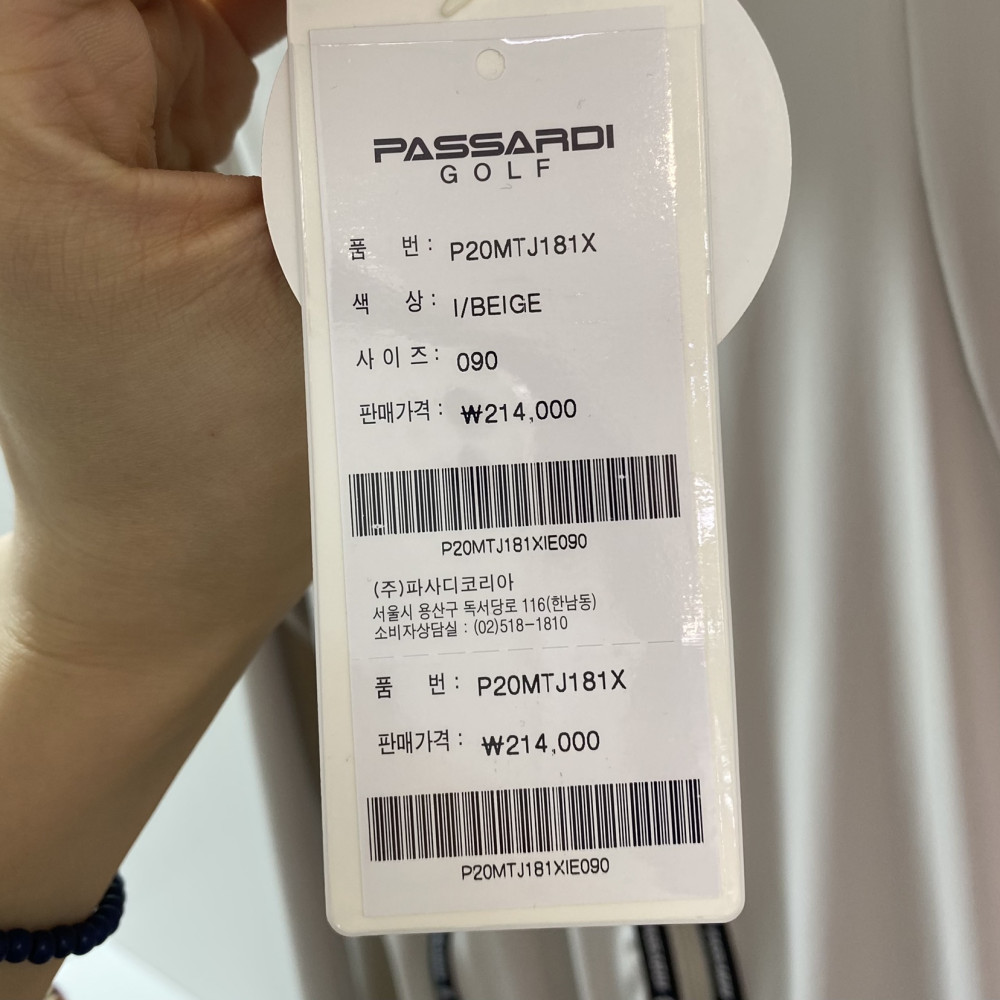 PASSARDI
GOLF
품 번 : P20MTJ181X
색 상 : I/BEIGE
사 이 즈 : 090
판매가격 : ₩214,000
P20MTJ181XIE090
(주)파사디코리아
서울시 용산구 독서당로 116(한남동)
소비자상담실 : (02)518-1810
품 번 : P20MTJ181X
판매가격 : ₩214,000
P20MTJ181XIE090